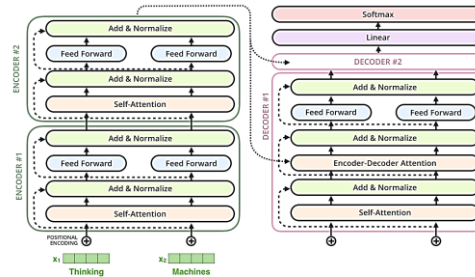 ENCODER #2
Add & Normalize
Feed Forward Feed Forward
Add & Normalize
Self-Attention
ENCODER #1
Add & Normalize
Feed Forward Feed Forward
Add & Normalize
Self-Attention
POSITIONAL
ENCODING
x₁ x₂
Thinking Machines
Softmax
Linear
DECODER #2
DECODER #1
Add & Normalize
Feed Forward Feed Forward
Add & Normalize
Encoder-Decoder Attention
Add & Normalize
Self-Attention